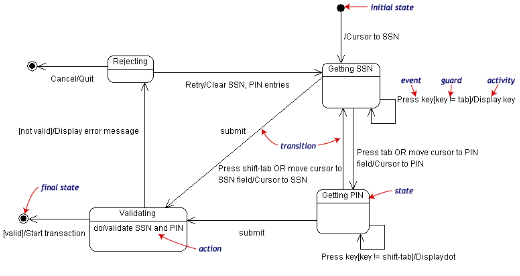 initial state
/Cursor to SSN
Rejecting
Getting SSN
Cancel/Quit
Retry/Clear SSN, PIN entries
event
guard
activity
Press key[key != tab]/Display key
[not valid]/Display error message
submit
transition
Press tab OR move cursor to PIN
field/Cursor to PIN
Press shift-tab OR move cursor to
SSN field/Cursor to SSN
final state
Getting PIN
state
Validating
do/validate SSN and PIN
[valid]/Start transaction
action
submit
Press key[key != shift-tab]/Displaydot